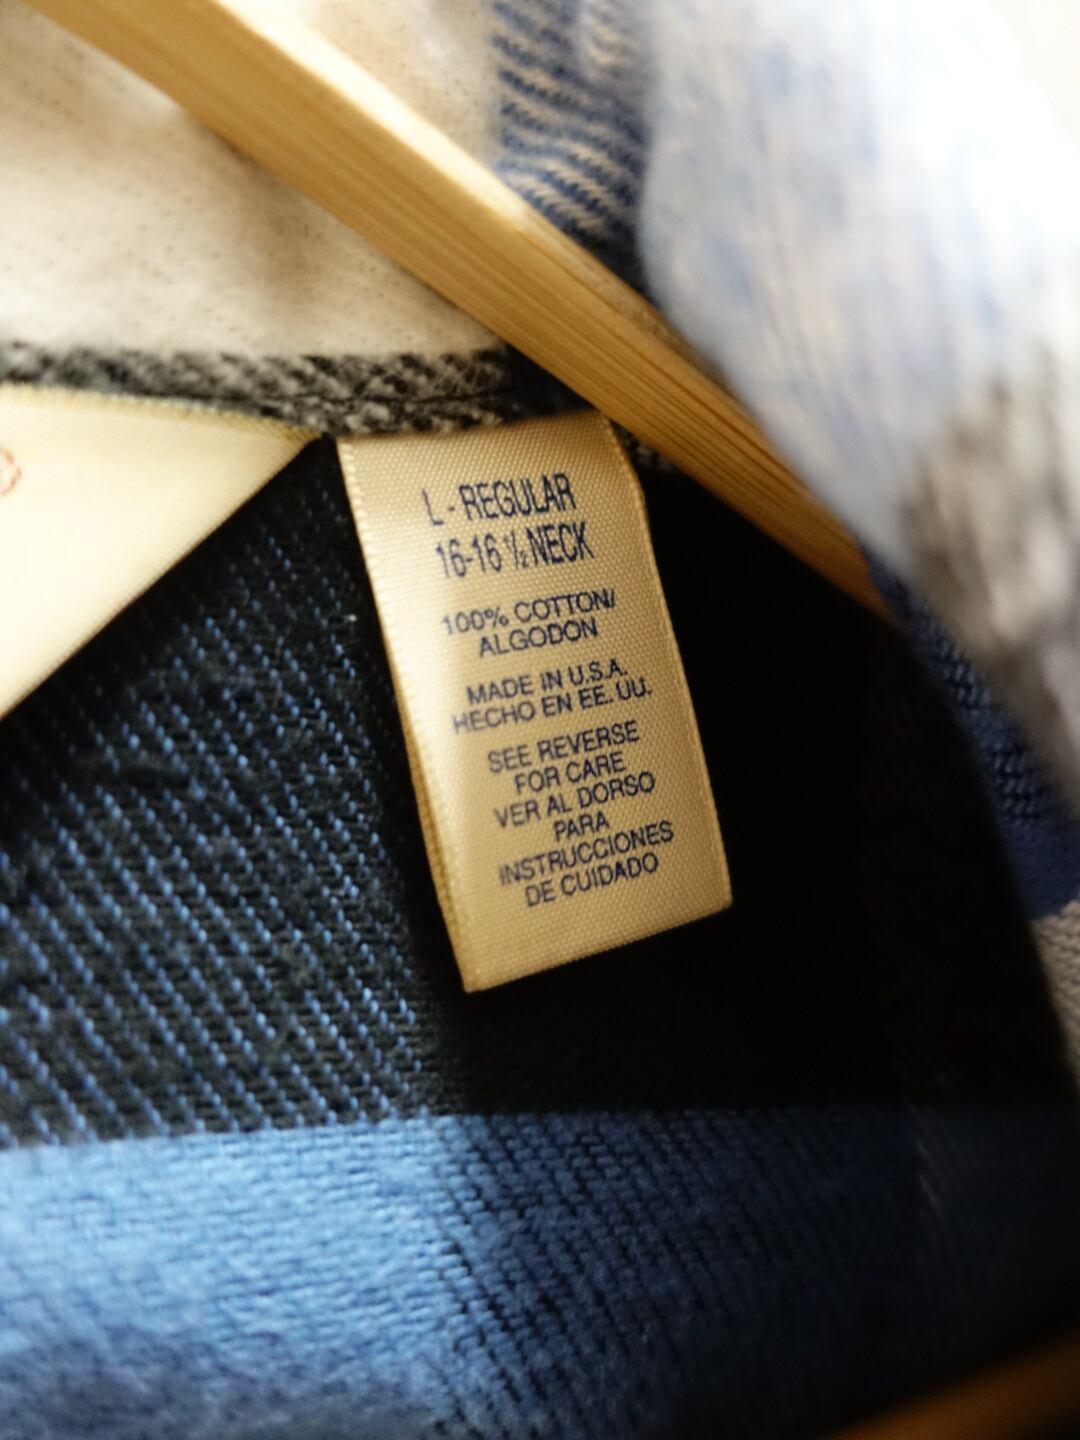 L - REGULAR
16-16 ½ NECK
100% COTTON/
ALGODON
MADE IN U.S.A.
HECHO EN EE. UU.
SEE REVERSE
FOR CARE
VER AL DORSO
PARA
INSTRUCCIONES
DE CUIDADO